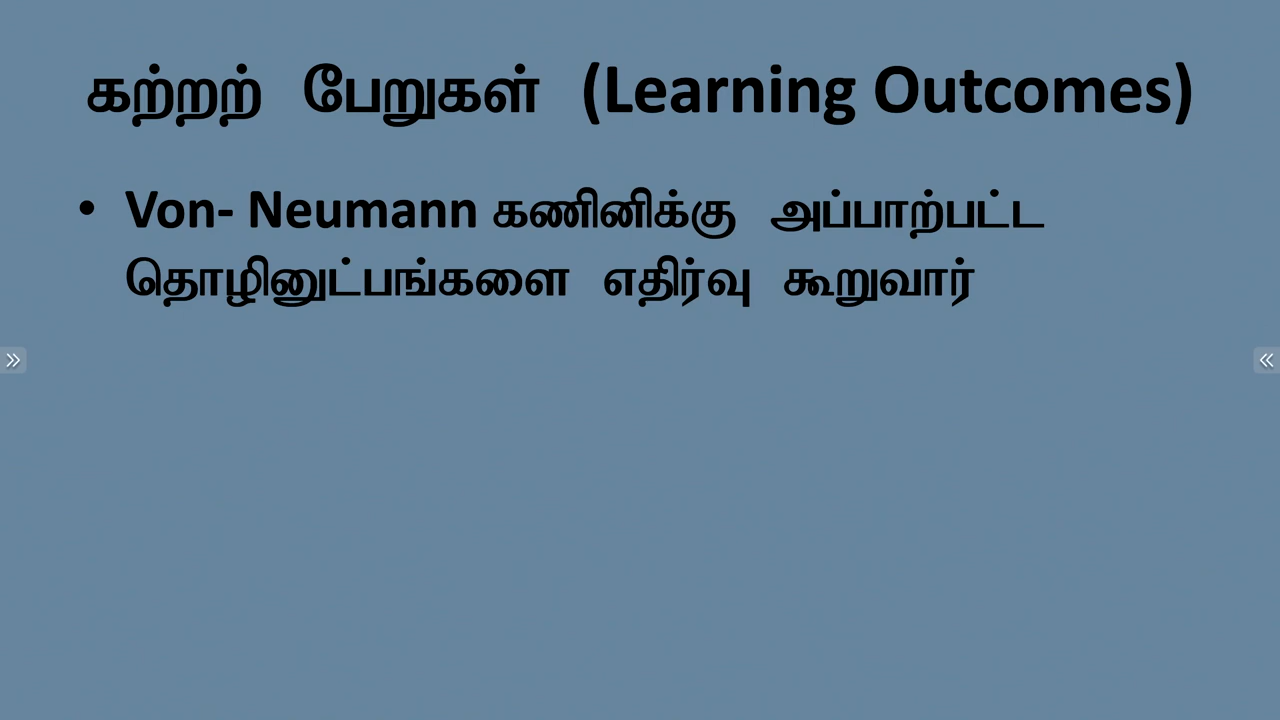 கற்றற் பேறுகள் (Learning Outcomes)
• Von- Neumann கணினிக்கு அப்பாற்பட்ட
தொழினுட்பங்களை எதிர்வு கூறுவார்